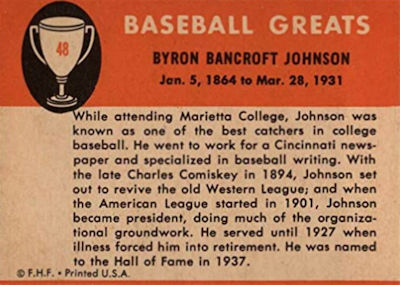 BASEBALL GREATS
48
BYRON BANCROFT JOHNSON
Jan. 5, 1864 to Mar. 28, 1931
While attending Marietta College, Johnson was
known as one of the best catchers in college
baseball. He went to work for a Cincinnati news-
paper and specialized in baseball writing. With
the late Charles Comiskey in 1894, Johnson set
out to revive the old Western League; and when
the American League started in 1901, Johnson
became president, doing much of the organiza-
tional groundwork. He served until 1927 when
illness forced him into retirement. He was named
to the Hall of Fame in 1937.
© F.H.F. • Printed U.S.A.